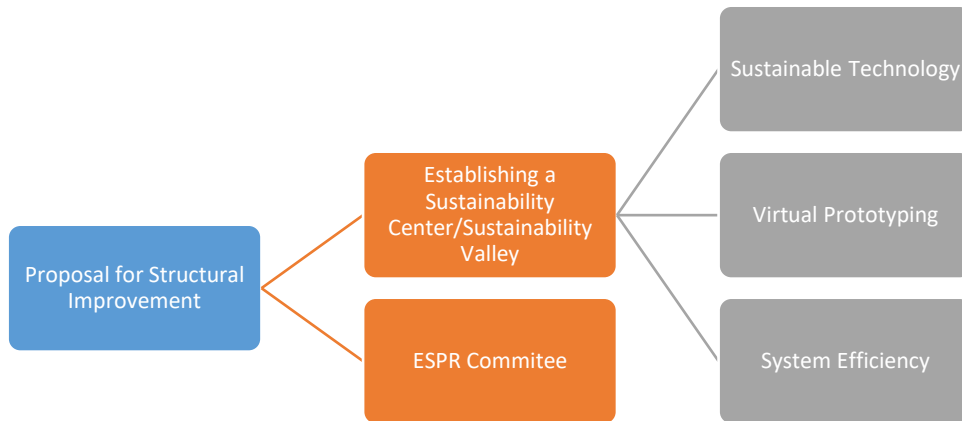 Proposal for Structural
Improvement
Establishing a
Sustainability
Center/Sustainability
Valley
ESPR Commitee
Sustainable Technology
Virtual Prototyping
System Efficiency